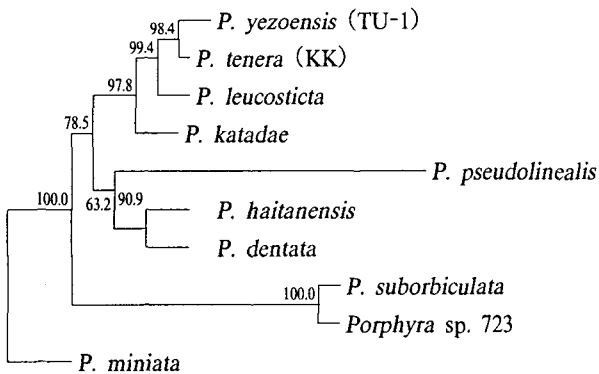 98.4 P. yezoensis (TU-1)
99.4 P. tenera (KK)
97.8 P. leucosticta
78.5 P. katadae
P. pseudolinealis
100.0 63.2 90.9 P. haitanensis
P. dentata
100.0 P. suborbiculata
Porphyra sp. 723
P. miniata